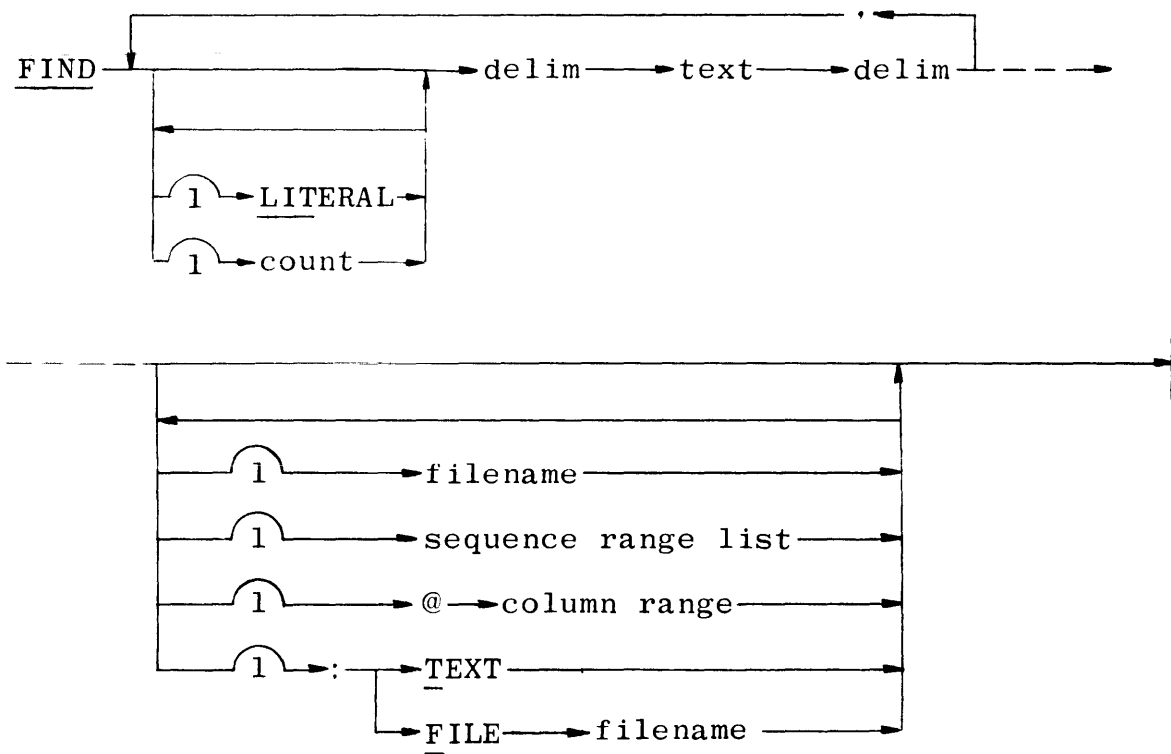 ,
FIND delim text delim
1 LITERAL
1 count
1 filename
1 sequence range list
1 @ column range
1 : TEXT
FILE filename